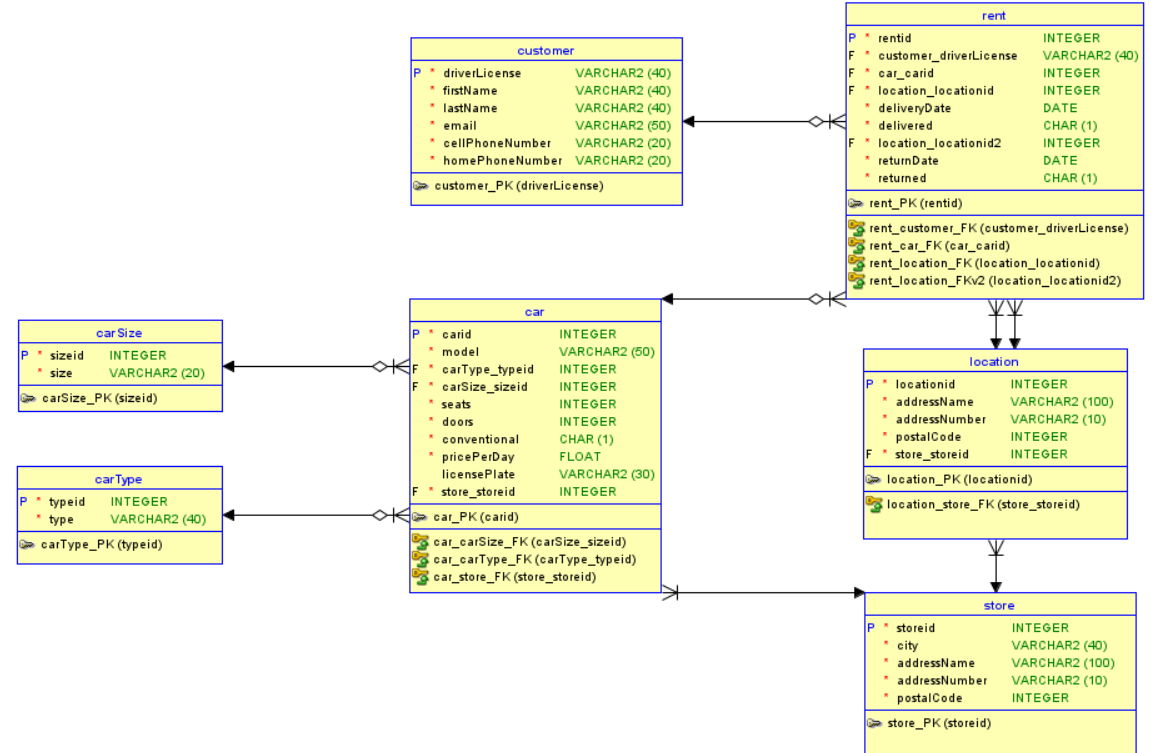 rent
P * rentid INTEGER
F * customer_driverLicense VARCHAR2 (40)
F * car_carid INTEGER
F * location_locationid INTEGER
* deliveryDate DATE
* delivered CHAR (1)
F * location_locationid2 INTEGER
* returnDate DATE
* returned CHAR (1)
rent_PK (rentid)
rent_customer_FK (customer_driverLicense)
rent_car_FK (car_carid)
rent_location_FK (location_locationid)
rent_location_FKv2 (location_locationid2)
customer
P * driverLicense VARCHAR2 (40)
* firstName VARCHAR2 (40)
* lastName VARCHAR2 (40)
* email VARCHAR2 (50)
* cellPhoneNumber VARCHAR2 (20)
* homePhoneNumber VARCHAR2 (20)
customer_PK (driverLicense)
carSize
P * sizeid INTEGER
* size VARCHAR2 (20)
carSize_PK (sizeid)
car
P * carid INTEGER
* model VARCHAR2 (50)
F * carType_typeid INTEGER
F * carSize_sizeid INTEGER
* seats INTEGER
* doors INTEGER
* conventional CHAR (1)
* pricePerDay FLOAT
licensePlate VARCHAR2 (30)
F * store_storeid INTEGER
car_PK (carid)
car_carSize_FK (carSize_sizeid)
car_carType_FK (carType_typeid)
car_store_FK (store_storeid)
location
P * locationid INTEGER
* addressName VARCHAR2 (100)
* addressNumber VARCHAR2 (10)
* postalCode INTEGER
F * store_storeid INTEGER
location_PK (locationid)
location_store_FK (store_storeid)
carType
P * typeid INTEGER
* type VARCHAR2 (40)
carType_PK (typeid)
store
P * storeid INTEGER
* city VARCHAR2 (40)
* addressName VARCHAR2 (100)
* addressNumber VARCHAR2 (10)
* postalCode INTEGER
store_PK (storeid)